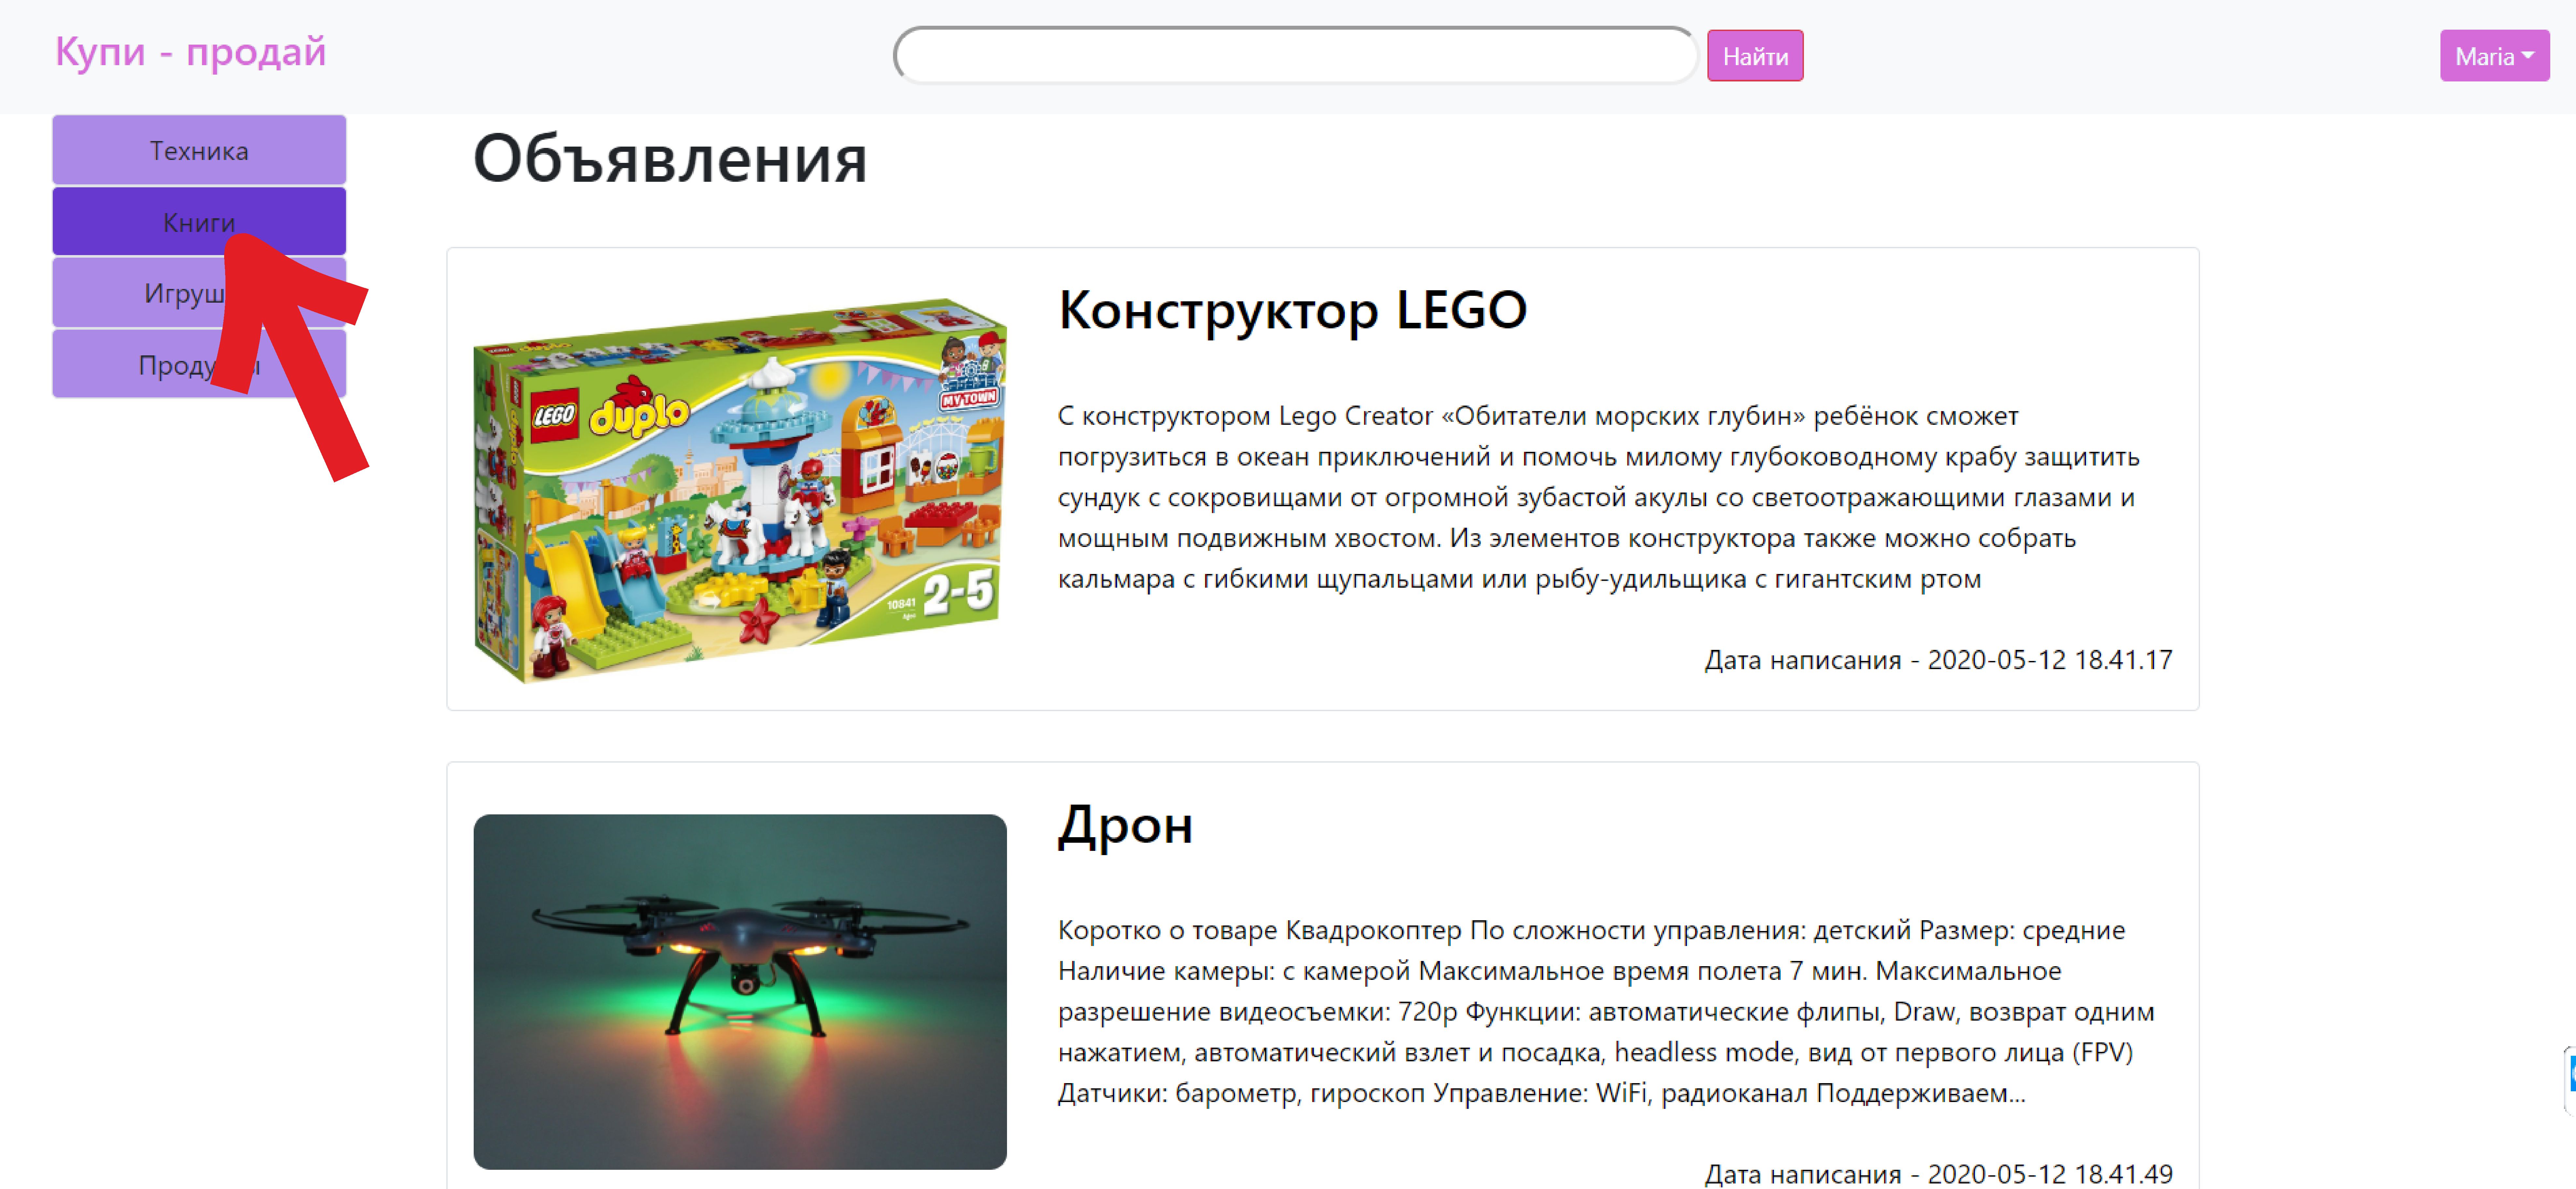 Купи - продай
Найти
Maria
Техника
Книги
Объявления
Конструктор LEGO
С конструктором Lego Creator «Обитатели морских глубин» ребёнок сможет
погрузиться в океан приключений и помочь милому глубоководному крабу защитить
сундук с сокровищами от огромной зубастой акулы со светоотражающими глазами и
мощным подвижным хвостом. Из элементов конструктора также можно собрать
кальмара с гибкими щупальцами или рыбу-удильщика с гигантским ртом
Дата написания - 2020-05-12 18.41.17
LEGO duplo
MY TOWN
10841
Ages
2-5
Дрон
Коротко о товаре Квадрокоптер По сложности управления: детский Размер: средние
Наличие камеры: с камерой Максимальное время полета 7 мин. Максимальное
разрешение видеосъемки: 720p Функции: автоматические флипы, Draw, возврат одним
нажатием, автоматический взлет и посадка, headless mode, вид от первого лица (FPV)
Датчики: барометр, гироскоп Управление: WiFi, радиоканал Поддерживаем...
Дата написания - 2020-05-12 18.41.49